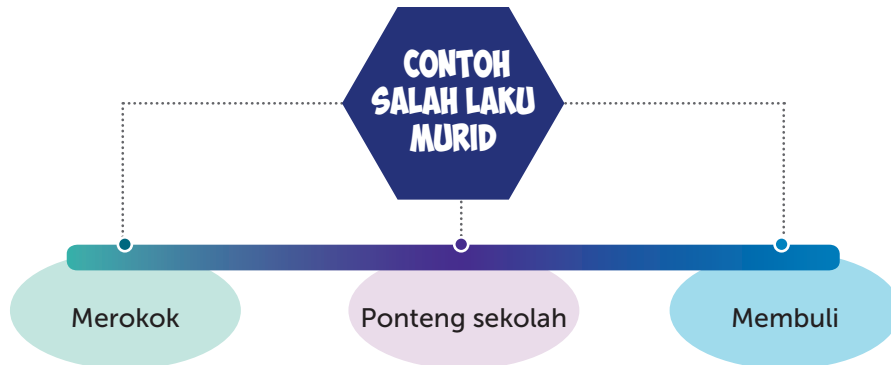 CONTOH
SALAH LAKU
MURID
Merokok
Ponteng sekolah
Membuli